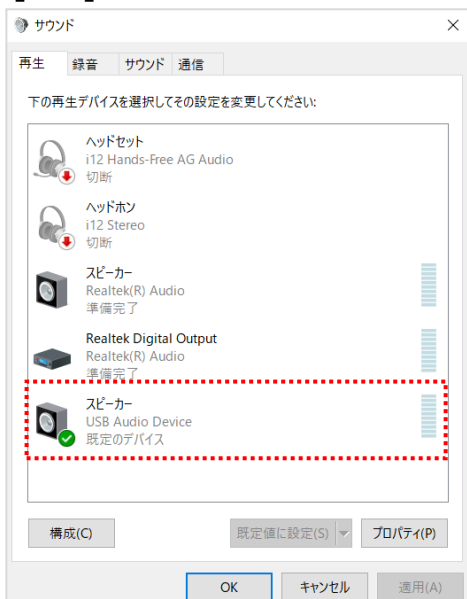 サウンド
再生 録音 サウンド 通信
下の再生デバイスを選択してその設定を変更してください:
ヘッドセット
i12 Hands-Free AG Audio
切断
ヘッドホン
i12 Stereo
切断
スピーカー
Realtek(R) Audio
準備完了
Realtek Digital Output
Realtek(R) Audio
準備完了
スピーカー
USB Audio Device
既定のデバイス
構成(C) 既定値に設定(S) プロパティ(P)
OK キャンセル 適用(A)